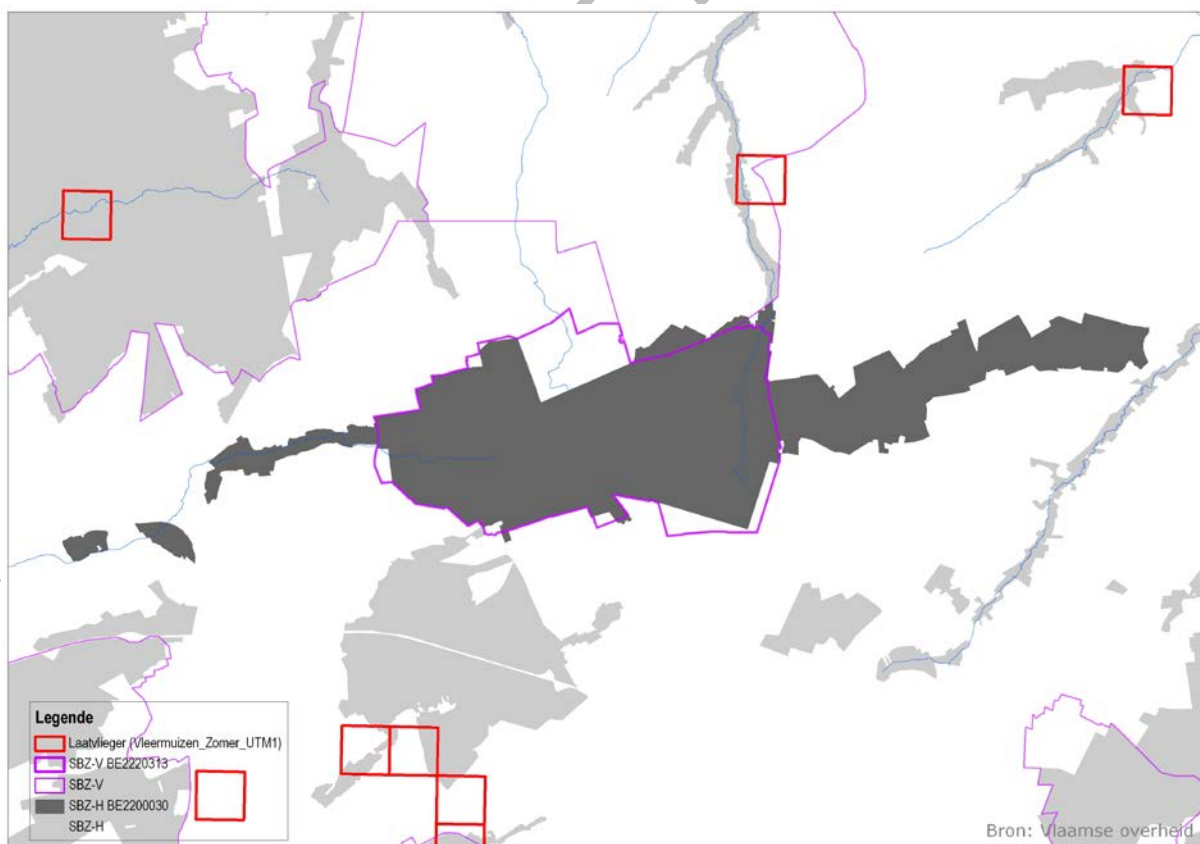 Legende
Laatvlieger (Vleermuizen_Zomer_UTM1)
SBZ-V BE2220313
SBZ-V
SBZ-H BE2200030
SBZ-H
Bron: Vlaamse overheid